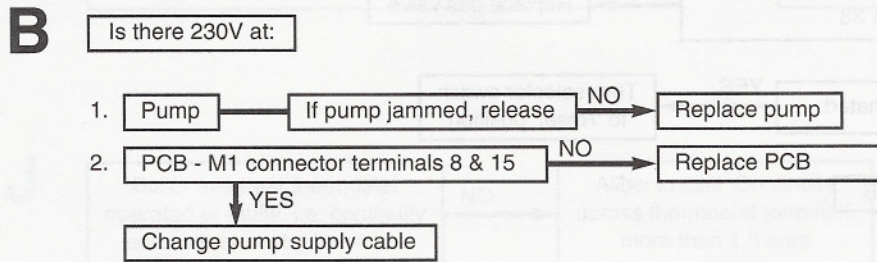 B
Is there 230V at:
1. Pump If pump jammed, release NO Replace pump
2. PCB - M1 connector terminals 8 & 15 NO Replace PCB
YES
Change pump supply cable